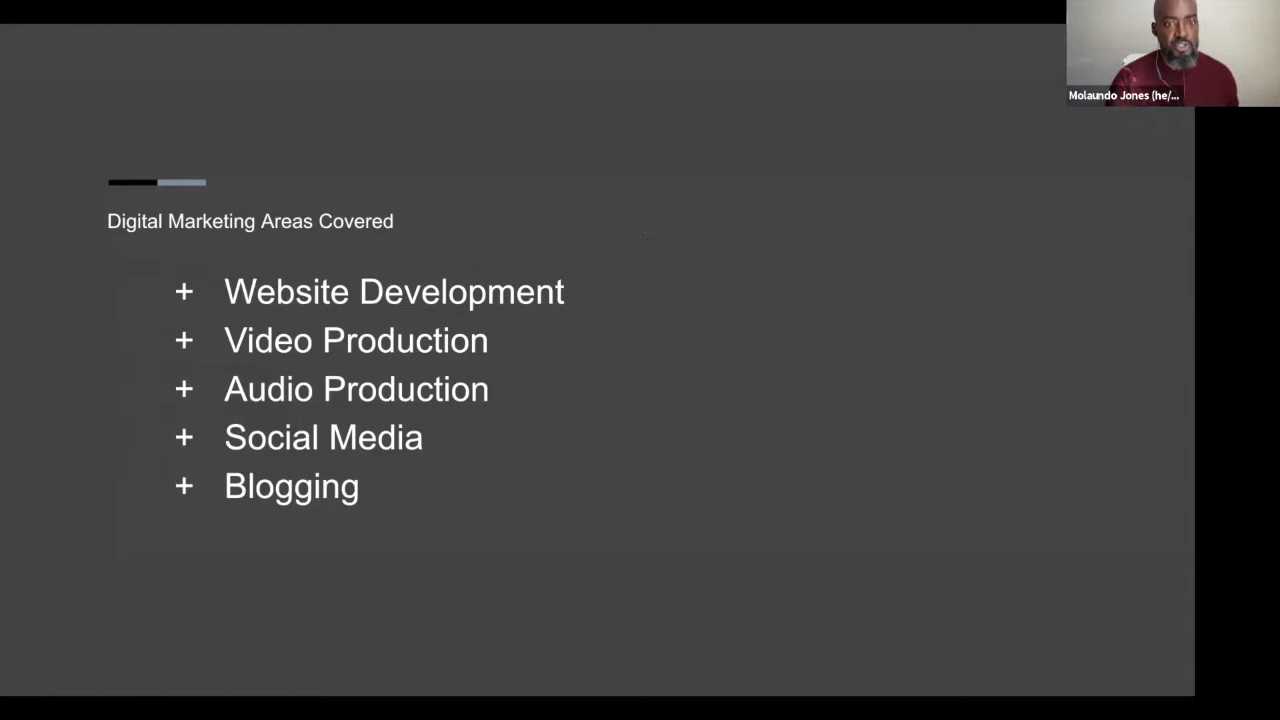 Molaundo Jones (he/...
Digital Marketing Areas Covered
+ Website Development
+ Video Production
+ Audio Production
+ Social Media
+ Blogging